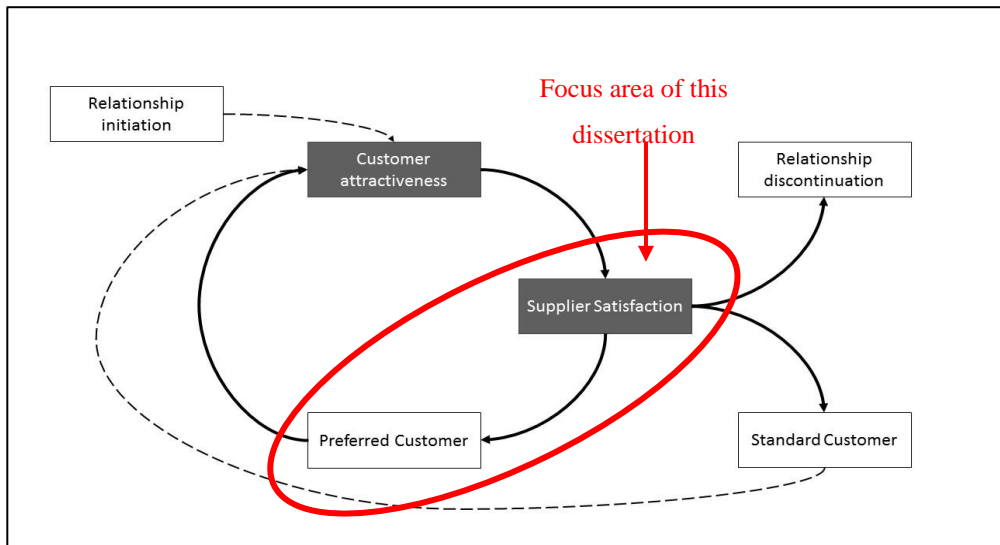 Focus area of this
dissertation
Relationship
initiation
Customer
attractiveness
Relationship
discontinuation
Supplier Satisfaction
Preferred Customer
Standard Customer